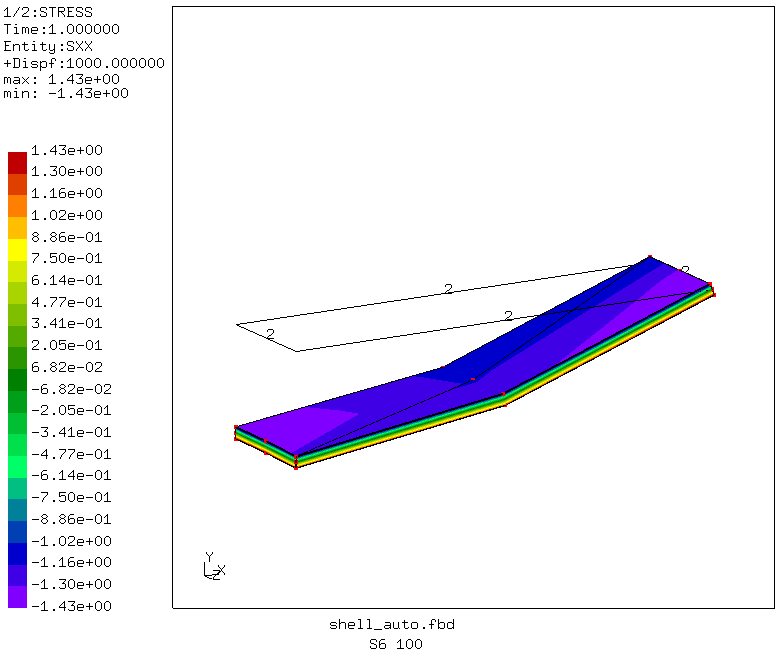 1/2:STRESS
Time:1.000000
Entity:SXX
+Dispf:1000.000000
max: 1.43e+00
min: -1.43e+00
1.43e+00
1.30e+00
1.16e+00
1.02e+00
8.86e-01
7.50e-01
6.14e-01
4.77e-01
3.41e-01
2.05e-01
6.82e-02
-6.82e-02
-2.05e-01
-3.41e-01
-4.77e-01
-6.14e-01
-7.50e-01
-8.86e-01
-1.02e+00
-1.16e+00
-1.30e+00
-1.43e+00
2
2
2
2
Y
X
Z
shell_auto.fbd
S6 100